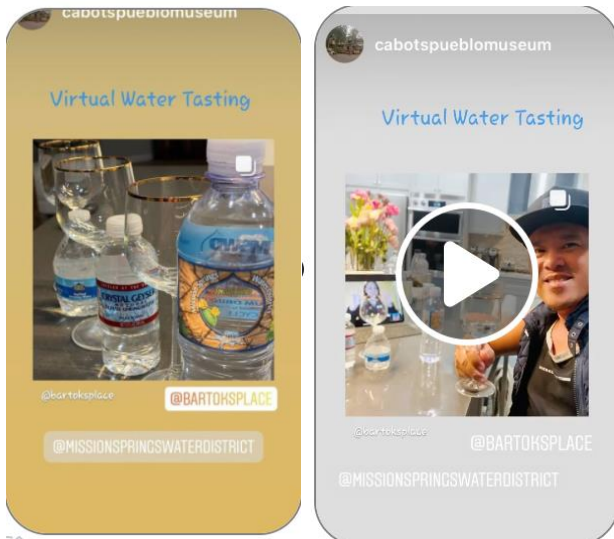 cabotspueblomuseum
Virtual Water Tasting
CRYSTAL GEYSER
@bartoksplace
@BARTOKSPLACE
@MISSIONSPRINGSWATERDISTRICT
cabotspueblomuseum
Virtual Water Tasting
@bartoksplace
@BARTOKSPLACE
@MISSIONSPRINGSWATERDISTRICT